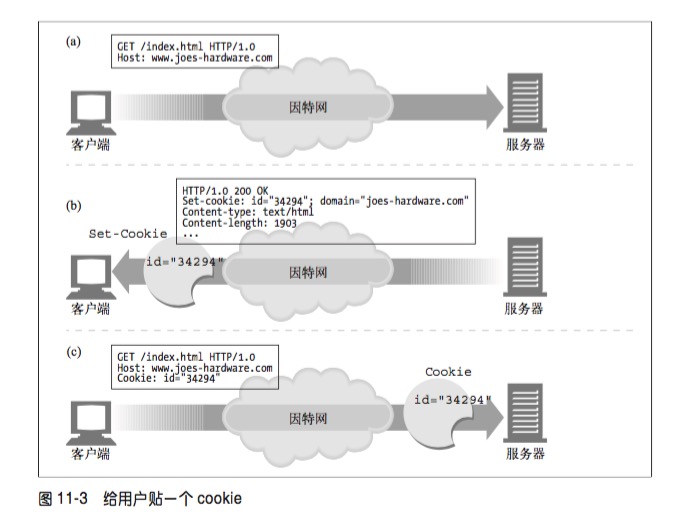 (a)
GET /index.html HTTP/1.0
Host: www.joes-hardware.com
因特网
客户端
服务器
(b)
HTTP/1.0 200 OK
Set-cookie: id="34294"; domain="joes-hardware.com"
Content-type: text/html
Content-length: 1903
...
Set-Cookie
id="34294"
因特网
客户端
服务器
(c)
GET /index.html HTTP/1.0
Host: www.joes-hardware.com
Cookie: id="34294"
Cookie
id="34294"
因特网
客户端
服务器
图 11-3 给用户贴一个 cookie